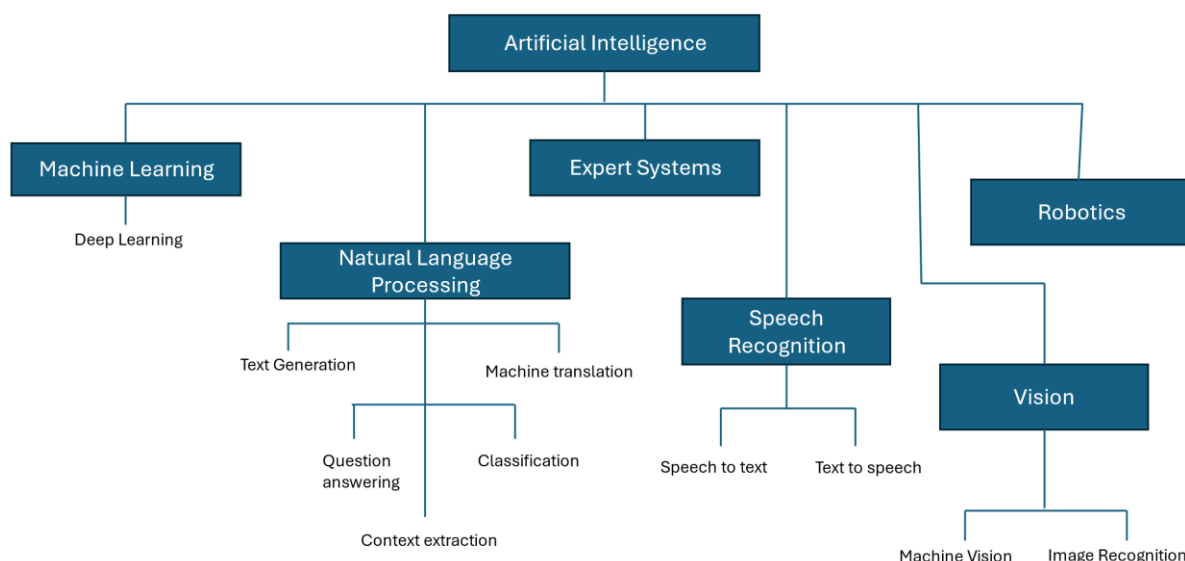 Artificial Intelligence
Machine Learning
Deep Learning
Natural Language
Processing
Text Generation
Machine translation
Question
answering
Classification
Context extraction
Expert Systems
Speech
Recognition
Speech to text
Text to speech
Robotics
Vision
Machine Vision
Image Recognition